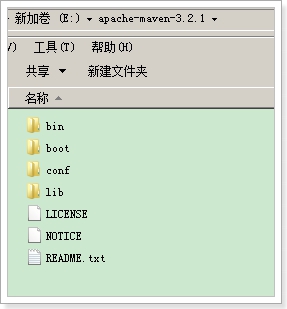 新加卷 (E:) ▾ apache-maven-3.2.1 ▾
V) 工具(T) 帮助(H)
共享 ▾ 新建文件夹
名称
bin
boot
conf
lib
LICENSE
NOTICE
README.txt